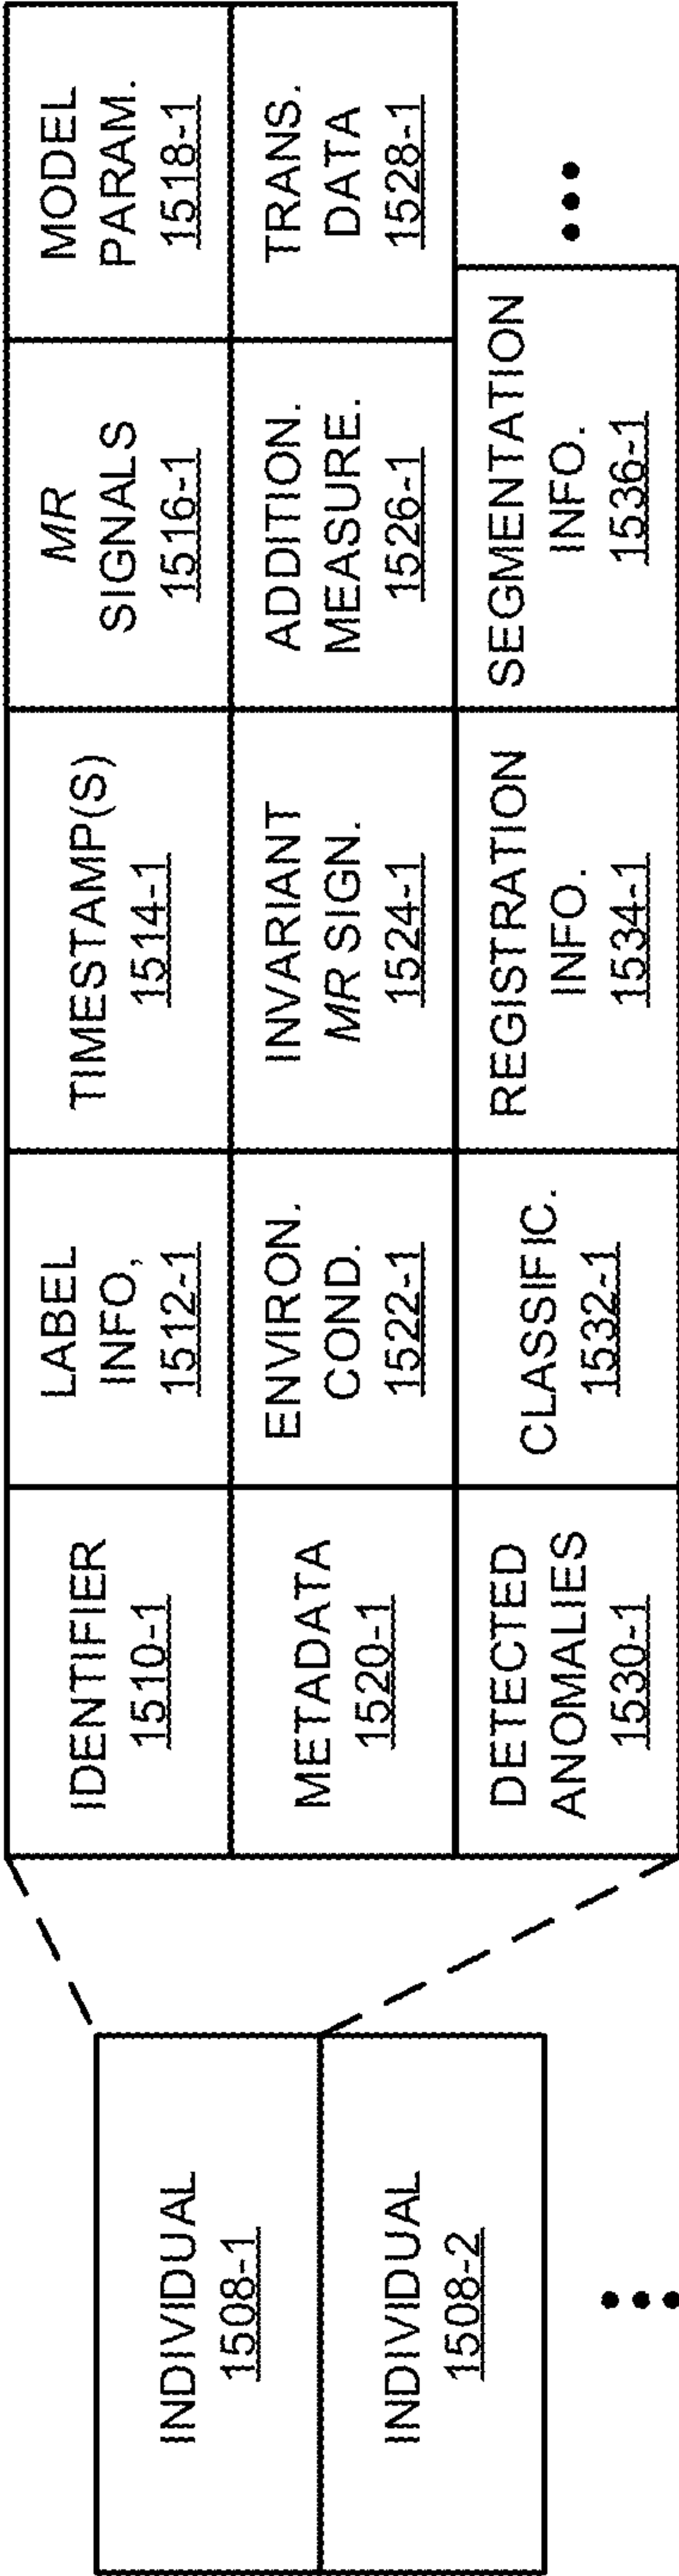 INDIVIDUAL
1508-1
INDIVIDUAL
1508-2
IDENTIFIER
1510-1
LABEL
INFO,
1512-1
TIMESTAMP(S)
1514-1
MR
SIGNALS
1516-1
MODEL
PARAM.
1518-1
METADATA
1520-1
ENVIRON.
COND.
1522-1
INVARIANT
MR SIGN.
1524-1
ADDITION.
MEASURE.
1526-1
TRANS.
DATA
1528-1
DETECTED
ANOMALIES
1530-1
CLASSIFIC.
1532-1
REGISTRATION
INFO.
1534-1
SEGMENTATION
INFO.
1536-1